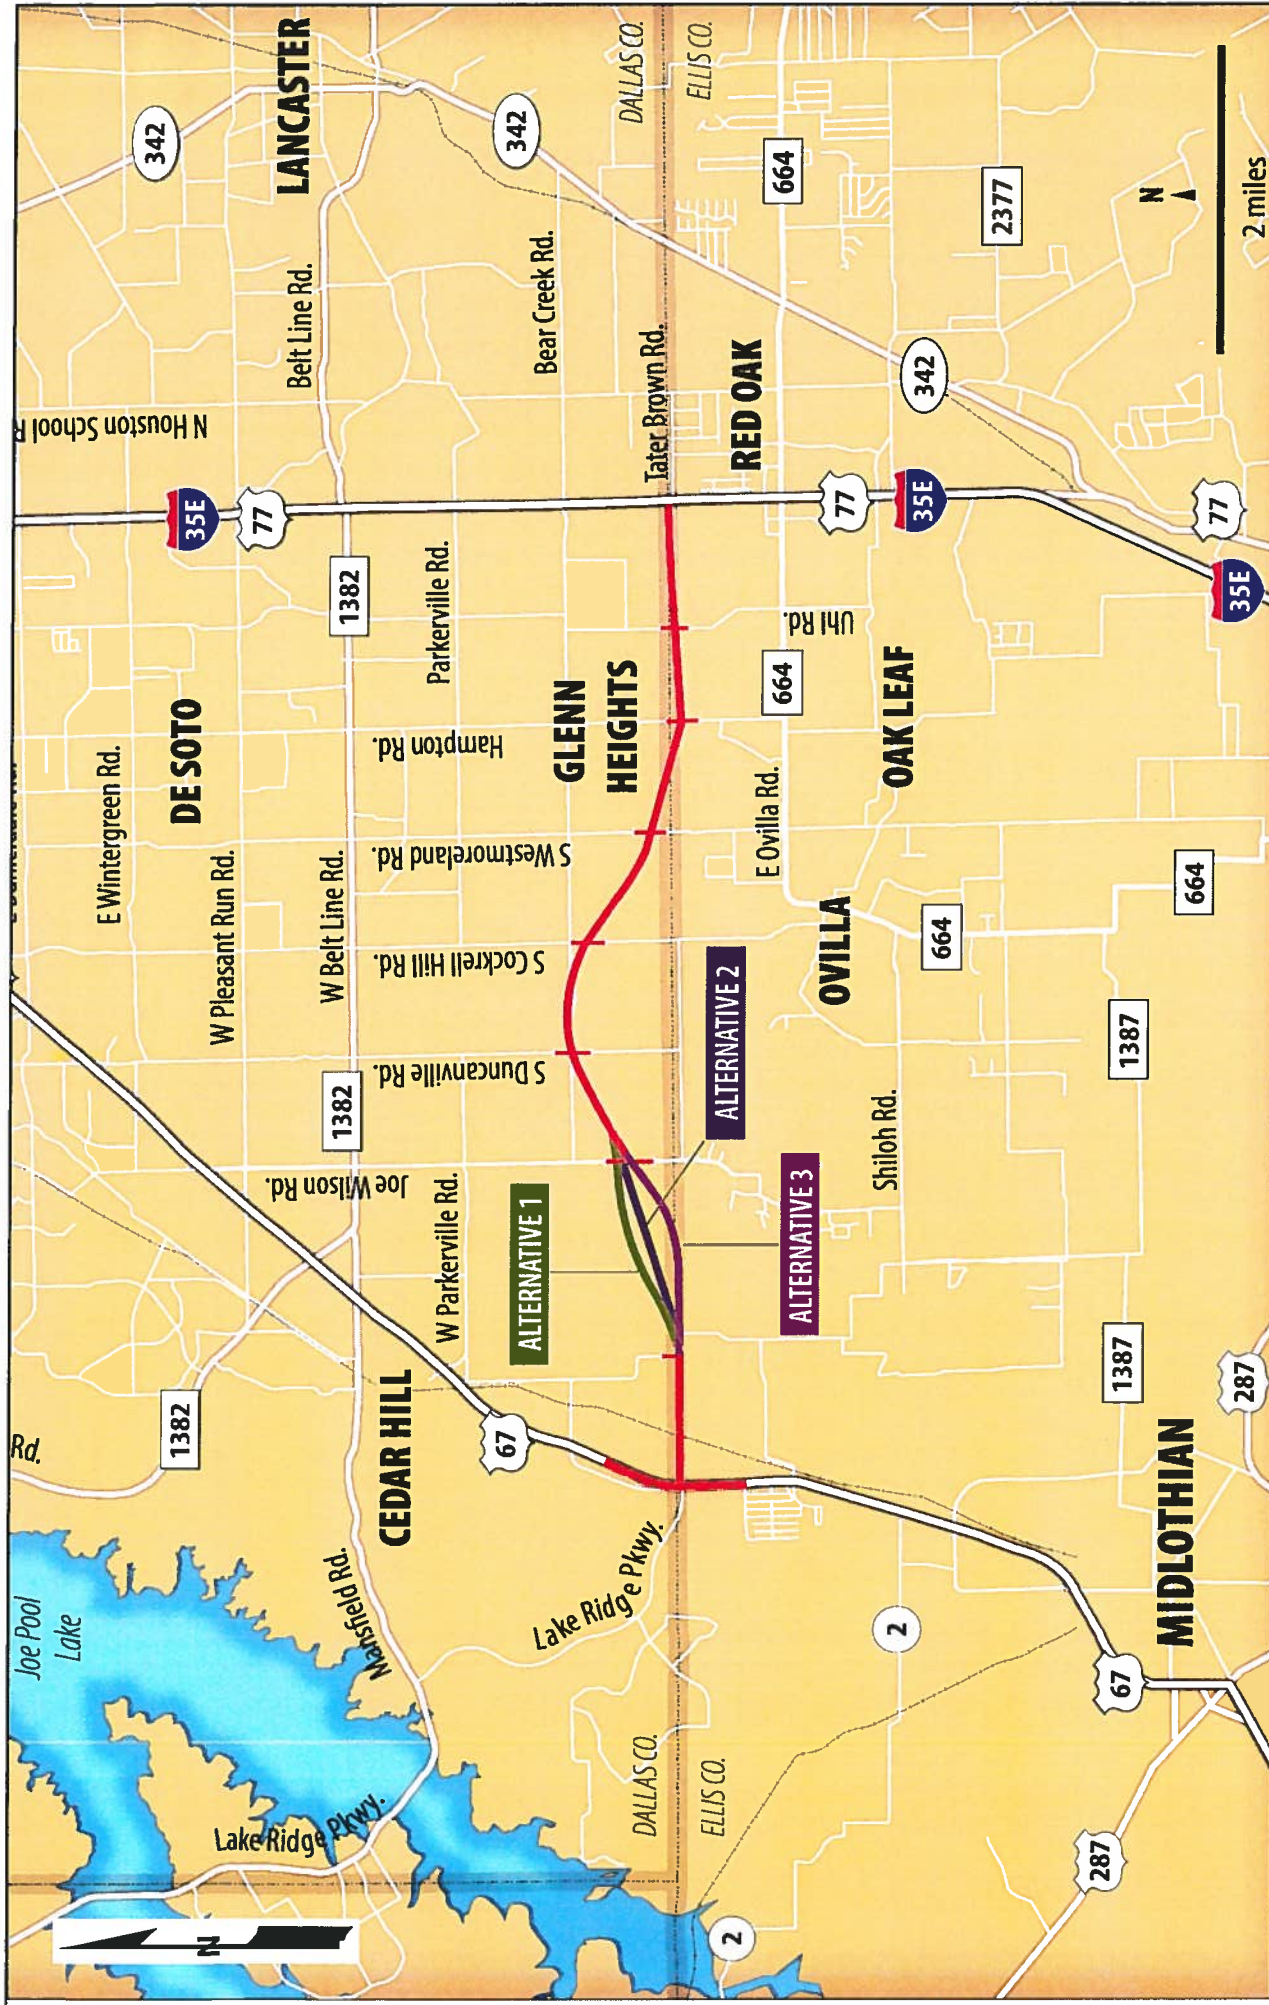 Joe Pool
Lake
Rd.
1382
E Wintergreen Rd.
DE SOTO
35E
77
N Houston School R
342
LANCASTER
Lake Ridge Pkwy.
Mansfield Rd.
CEDAR HILL
67
Joe Wilson Rd.
1382
W Pleasant Run Rd.
W Belt Line Rd.
1382
Belt Line Rd.
W Parkerville Rd.
S Duncanville Rd.
S Cockrell Hill Rd.
S Westmoreland Rd.
Hampton Rd.
Parkerville Rd.
Bear Creek Rd.
342
Lake Ridge Pkwy.
ALTERNATIVE 1
GLENN
HEIGHTS
Tater Brown Rd.
DALLAS CO.
ELLIS CO.
DALLAS CO.
ELLIS CO.
ALTERNATIVE 2
ALTERNATIVE 3
E Ovilla Rd.
664
Uhl Rd.
RED OAK
664
2
2
Shiloh Rd.
OVILLA
664
OAK LEAF
77
35E
342
2377
N
287
67
MIDLOTHIAN
1387
1387
664
287
35E
77
2 miles
N